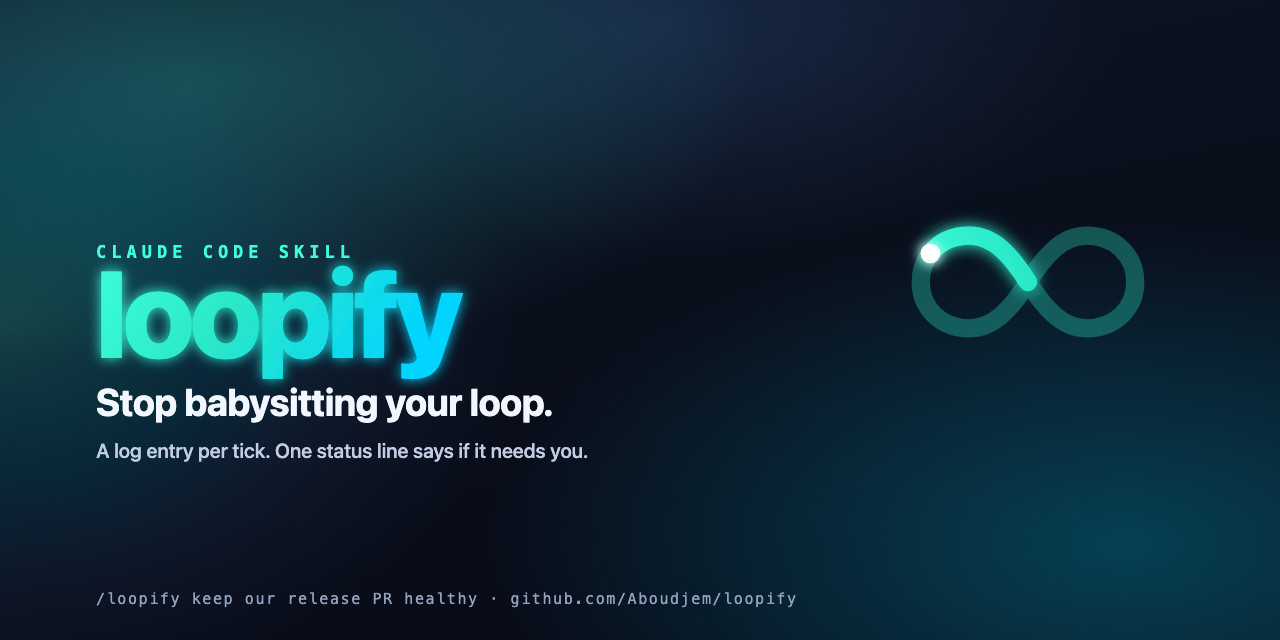 CLAUDE CODE SKILL
loopify
Stop babysitting your loop.
A log entry per tick. One status line says if it needs you.
/loopify keep our release PR healthy · github.com/Aboudjem/loopify